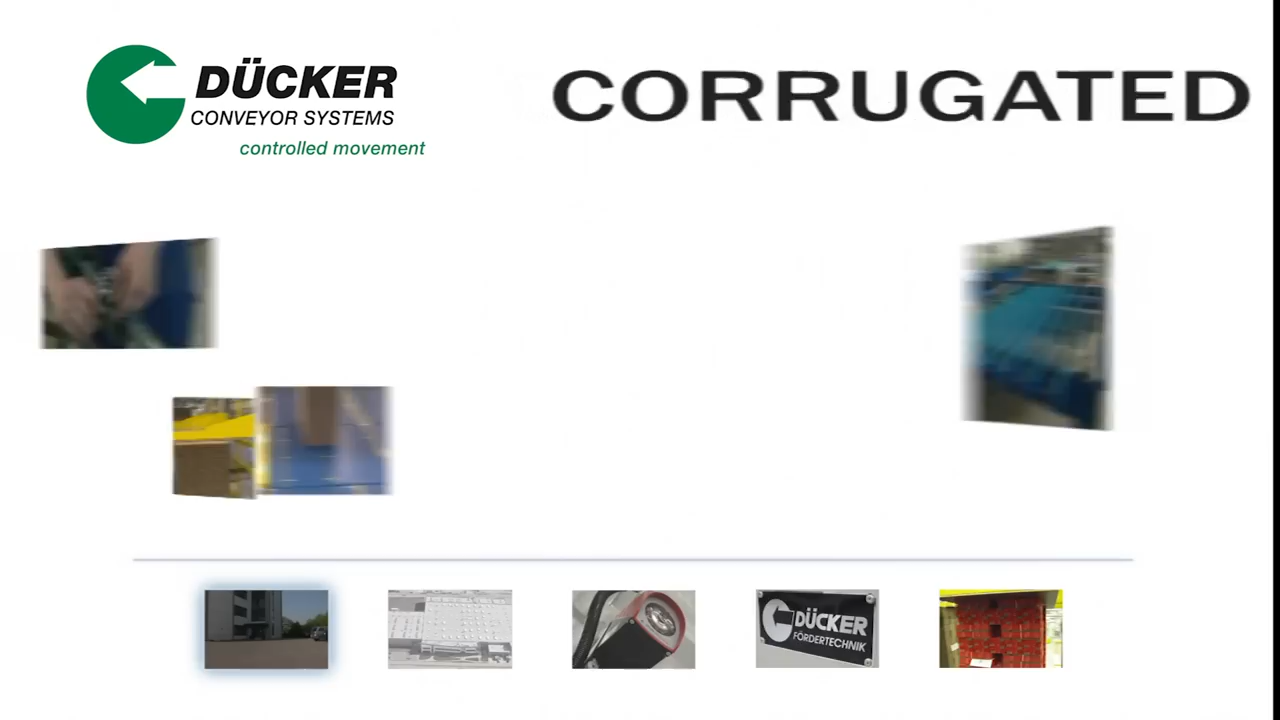 DÜCKER
CONVEYOR SYSTEMS
controlled movement
CORRUGATED
DÜCKER
FÖRDERTECHNIK